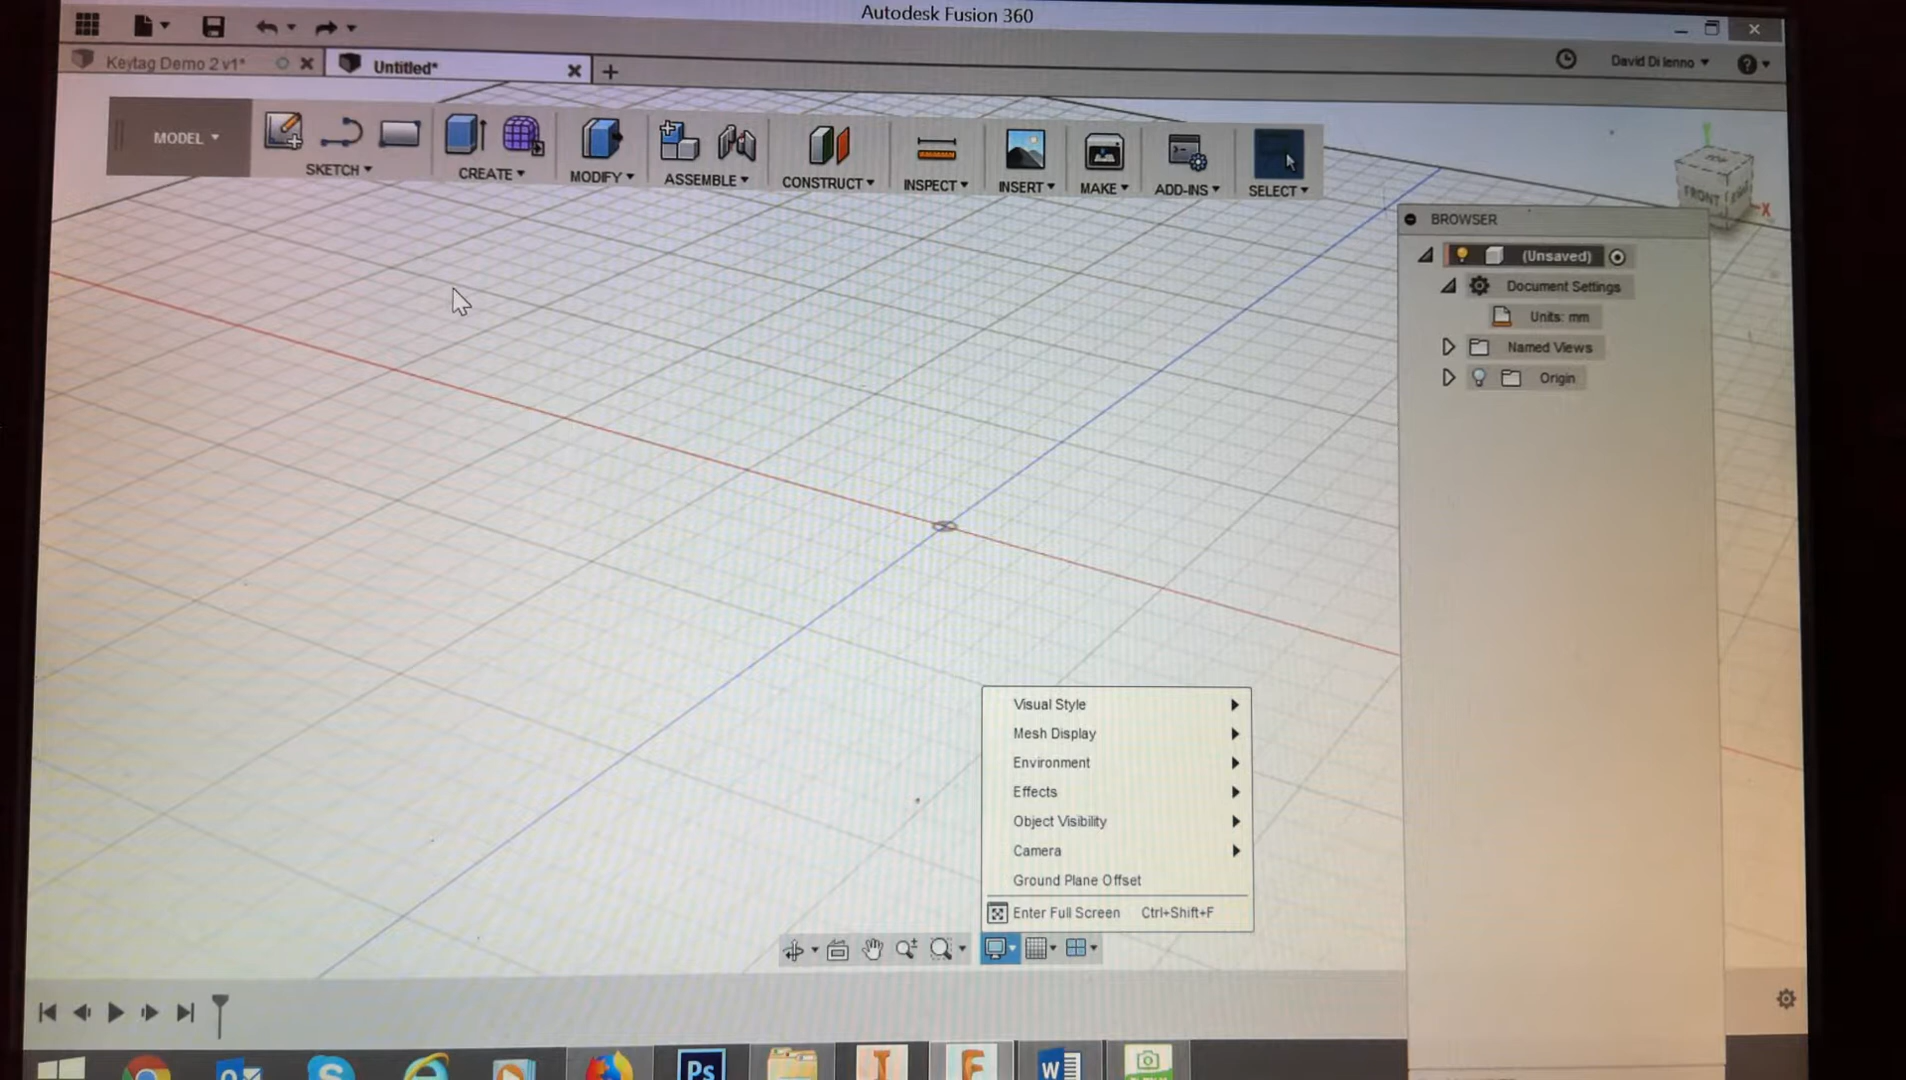 Autodesk Fusion 360
Keytag Demo 2 v1*
Untitled*
David Di Ienno
MODEL
SKETCH
CREATE
MODIFY
ASSEMBLE
CONSTRUCT
INSPECT
INSERT
MAKE
ADD-INS
SELECT
FRONT
X
BROWSER
(Unsaved)
Document Settings
Units: mm
Named Views
Origin
Visual Style
Mesh Display
Environment
Effects
Object Visibility
Camera
Ground Plane Offset
Enter Full Screen Ctrl+Shift+F
Ps